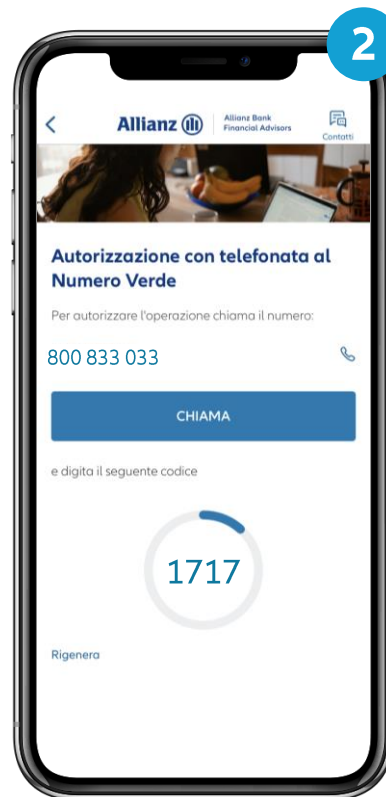 2
Allianz
Allianz Bank
Financial Advisors
Contatti
Autorizzazione con telefonata al
Numero Verde
Per autorizzare l'operazione chiama il numero:
800 833 033
CHIAMA
e digita il seguente codice
1717
Rigenera